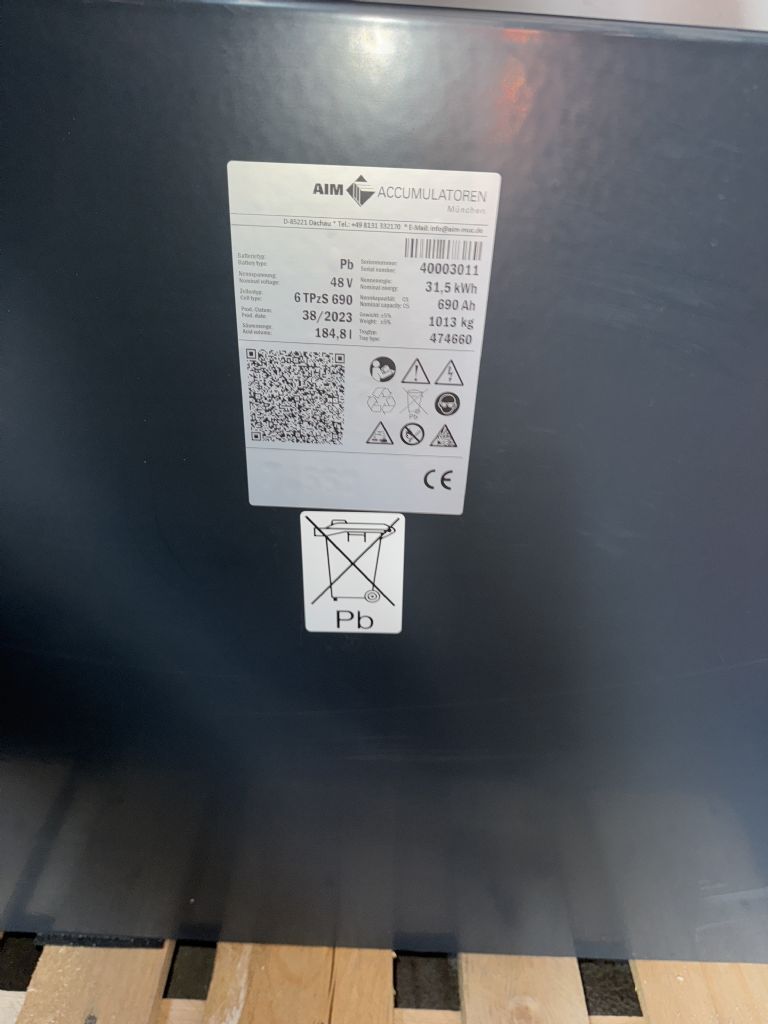 AIM ACCUMULATOREN
München
D-85221 Dachau * Tel.: +49 8131 332170 * E-Mail: info@aim-muc.de
Batterietyp:
Battery type:
Pb
Seriennummer:
Serial number:
40003011
Nennspannung:
Nominal voltage:
48 V
Nennenergie:
Nominal energy:
31,5 kWh
Zellentyp:
Cell type:
6 TPzS 690
Nennkapazität: C5
Nominal capacity: C5
690 Ah
Prod. Datum:
Prod. date:
38/2023
Gewicht: ±5%
Weight: ±5%
1013 kg
Säuremenge:
Acid volume:
184,8 l
Trogtyp:
Tray type:
474660
Pb
CE
Pb